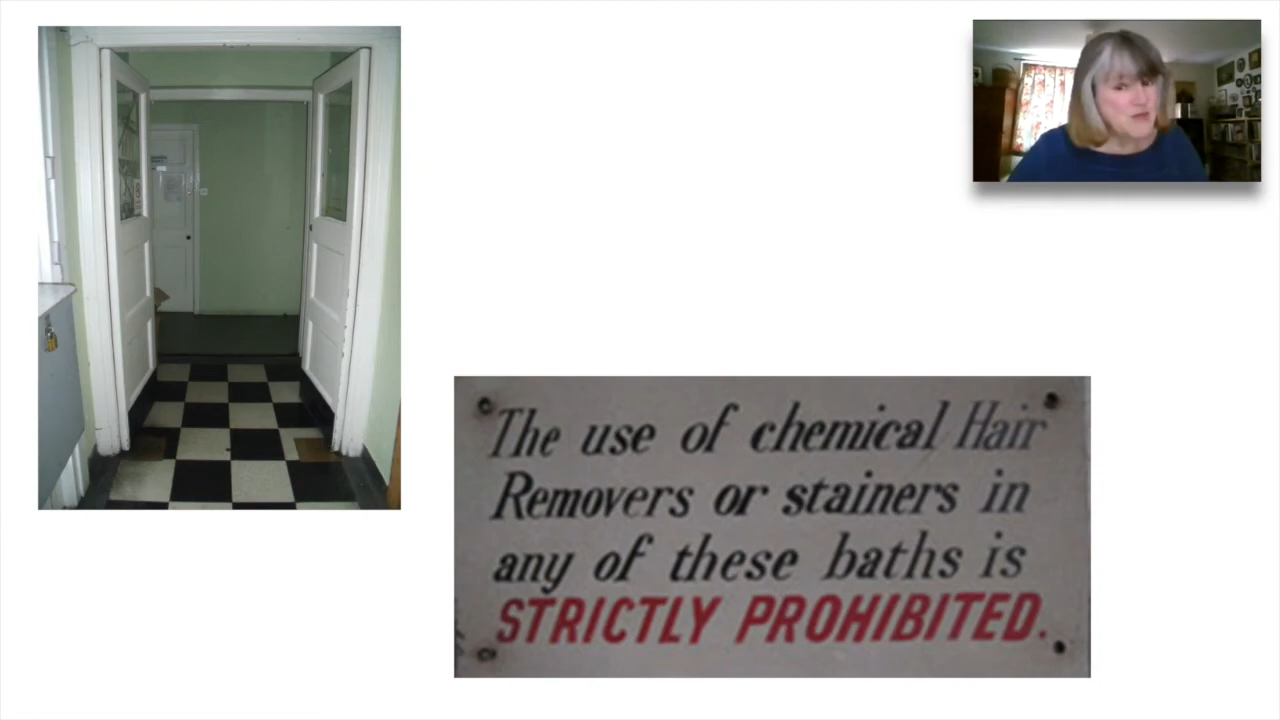 The use of chemical Hair
Removers or stainers in
any of these baths is
STRICTLY PROHIBITED.